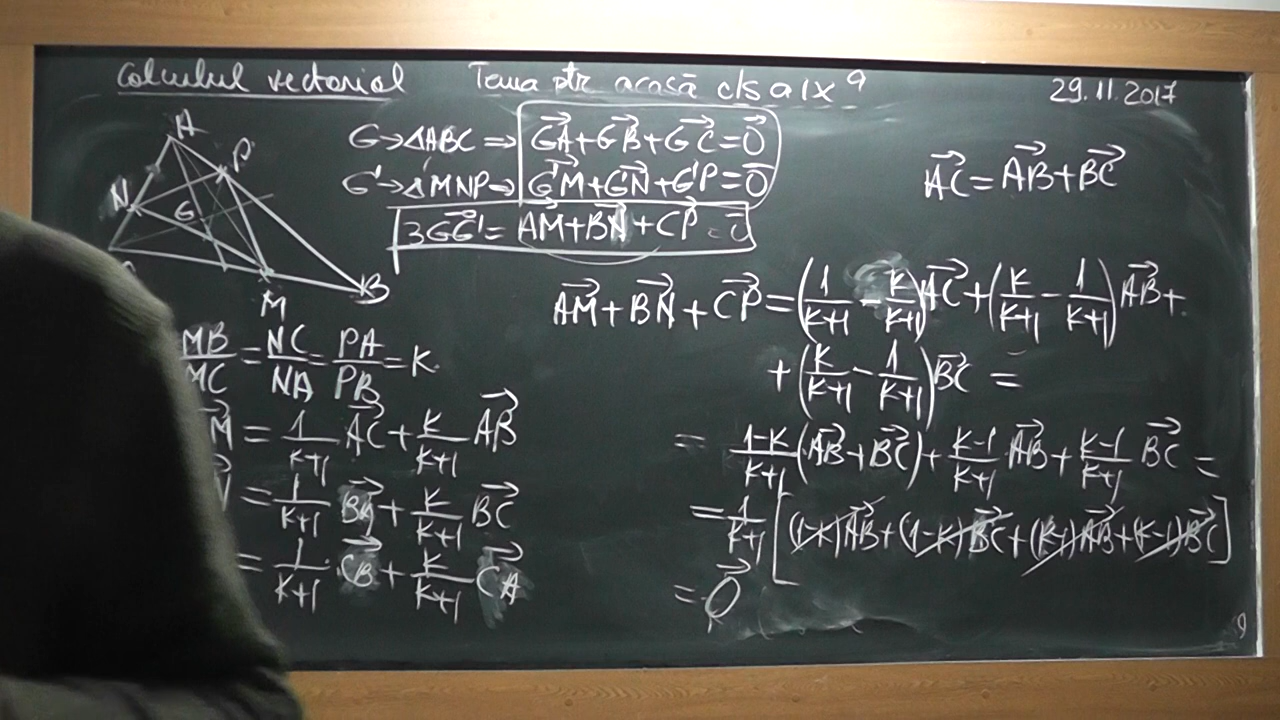 Calculul vectorial Tema ptr. acasă cls a IX a 29.11.2017
A
P
N
G
M
B
G→ΔABC ⇒ G͞A⃗+GB⃗+GC⃗=0⃗
G'→ΔMNP ⇒ G'M⃗+G'N⃗+G'P⃗=0⃗
3GG'⃗= AM⃗+BN⃗+CP⃗=0⃗
AC⃗=AB⃗+BC⃗
MB/MC=NC/NA=PA/PB=K
M⃗ = 1/(K+1) AC⃗+K/(K+1) AB⃗
= 1/(K+1) BA⃗+K/(K+1) BC⃗
= 1/(K+1) CB⃗+K/(K+1) CA⃗
AM⃗+BN⃗+CP⃗=(1/(K+1)-K/(K+1))AC⃗+(K/(K+1)-1/(K+1))AB⃗+
+(K/(K+1)-1/(K+1))BC⃗ =
= (1-K)/(K+1)(AB⃗+BC⃗)+(K-1)/(K+1) AB⃗+(K-1)/(K+1) BC⃗ =
=1/(K+1)[(1-K)AB⃗+(1-K)BC⃗+(K-1)AB⃗+(K-1)BC⃗]
=0⃗
9